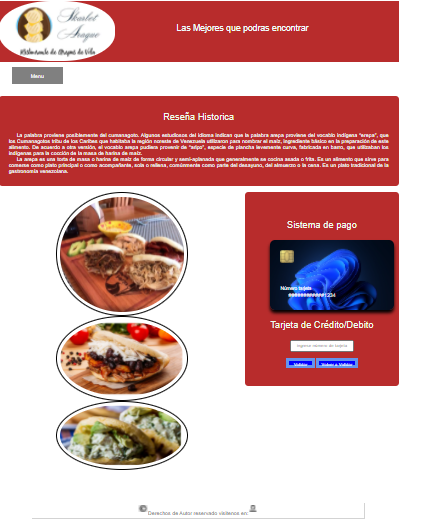 Skarlet
Araque
Restaurante de Arepas de Vila
Las Mejores que podras encontrar
Menu
Reseña Historica
La palabra proviene posiblemente del cumanagoto. Algunos estudiosos del idioma indican que la palabra arepa proviene del vocablo indígena "erepa", que
los Cumanagotos tribu de los Caribes que habitaba la región noreste de Venezuela utilizaron para nombrar el maíz, ingrediente básico en la preparación de este
alimento. De acuerdo a otra versión, el vocablo arepa pudiera provenir de "aripo", especie de plancha levemente curva, fabricada en barro, que utilizaban los
indígenas para la cocción de la masa de harina de maíz.
La arepa es una torta de masa o harina de maíz de forma circular y semi-aplanada que generalmente se cocina asada o frita. Es un alimento que sirve para
comerse como plato principal o como acompañante, sola o rellena, comúnmente como parte del desayuno, del almuerzo o la cena. Es un plato tradicional de la
gastronomía venezolana.
Sistema de pago
Número tarjeta
############1234
Tarjeta de Crédito/Debito
ingrese número de tarjeta
Validar
Volver a Validar
Derechos de Autor reservado visitenos en: